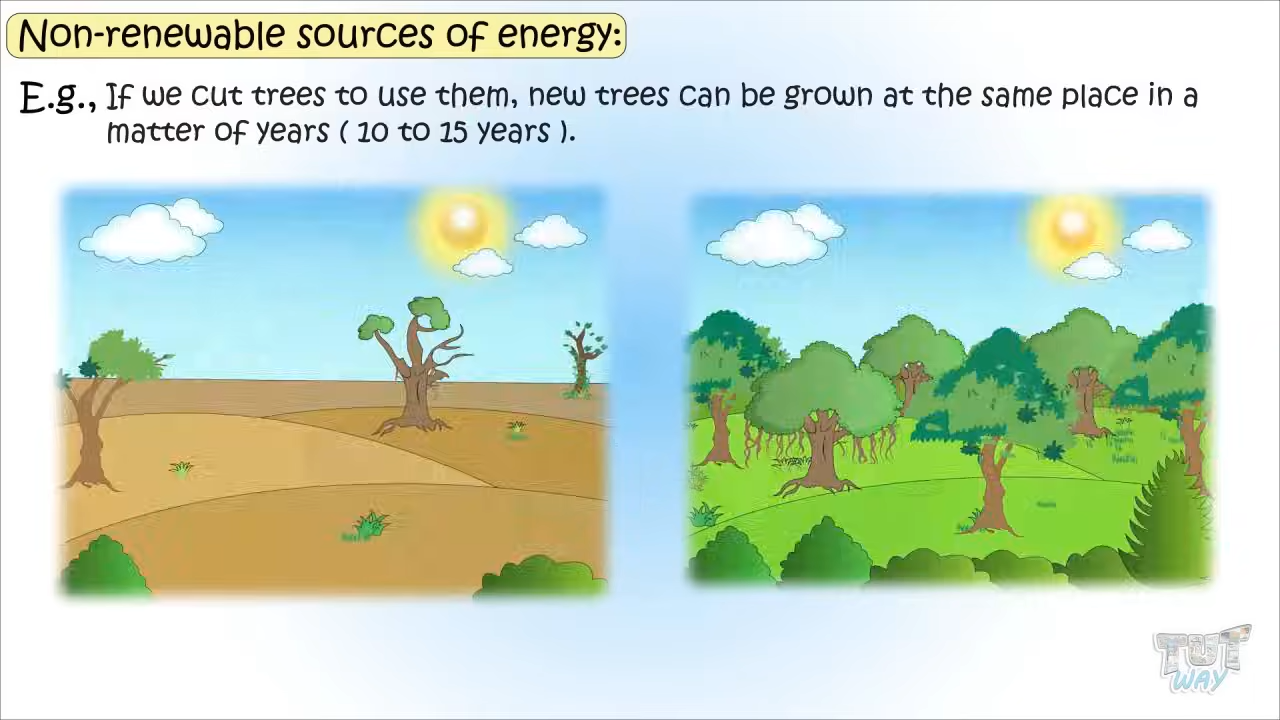 Non-renewable sources of energy:
E.g., If we cut trees to use them, new trees can be grown at the same place in a
matter of years ( 10 to 15 years ).
TUT
WAY